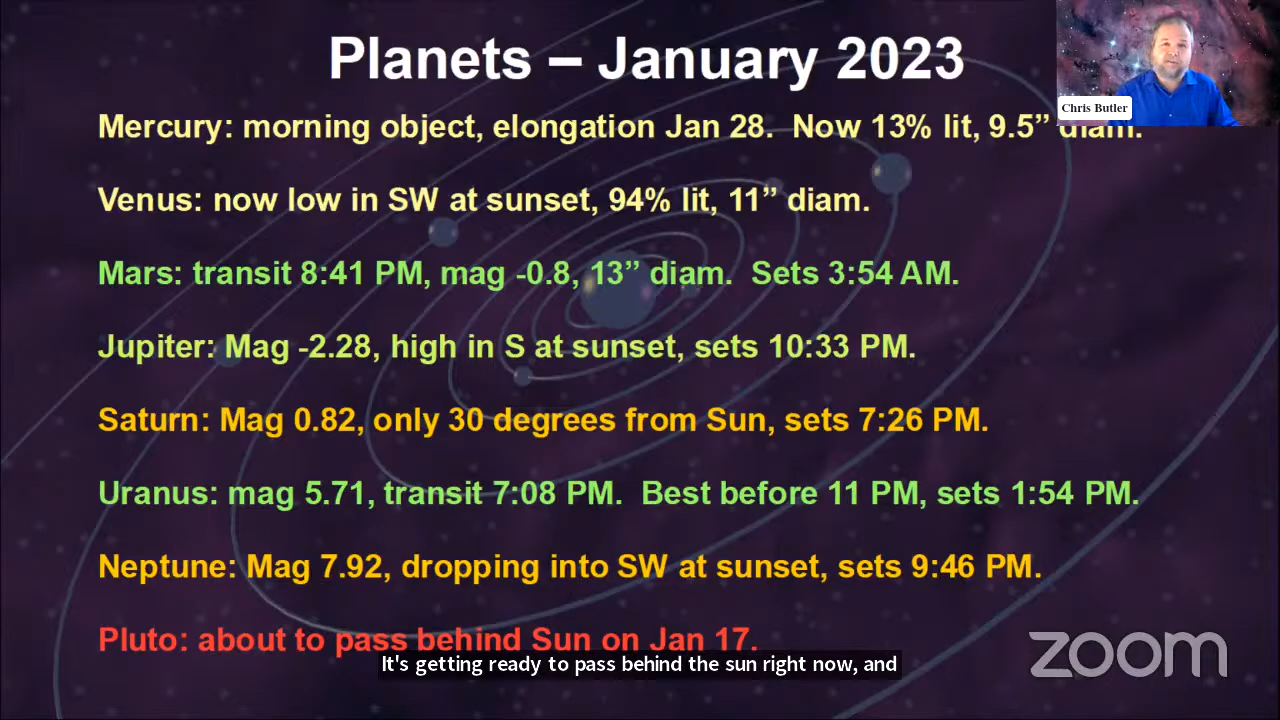 Planets – January 2023
Chris Butler
Mercury: morning object, elongation Jan 28. Now 13% lit, 9.5” diam.
Venus: now low in SW at sunset, 94% lit, 11” diam.
Mars: transit 8:41 PM, mag -0.8, 13” diam. Sets 3:54 AM.
Jupiter: Mag -2.28, high in S at sunset, sets 10:33 PM.
Saturn: Mag 0.82, only 30 degrees from Sun, sets 7:26 PM.
Uranus: mag 5.71, transit 7:08 PM. Best before 11 PM, sets 1:54 PM.
Neptune: Mag 7.92, dropping into SW at sunset, sets 9:46 PM.
Pluto: about to pass behind Sun on Jan 17.
It's getting ready to pass behind the sun right now, and
zoom